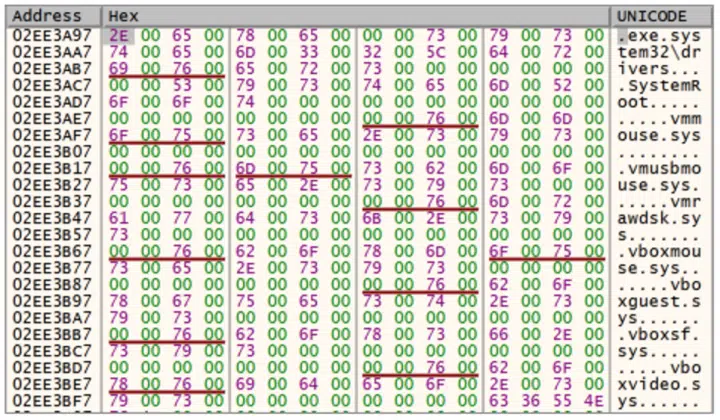 Address Hex UNICODE
02EE3A97 2E 00 65 00 78 00 65 00 00 00 73 00 79 00 73 00 .exe.sys
02EE3AA7 74 00 65 00 6D 00 33 00 32 00 5C 00 64 00 72 00 tem32\dr
02EE3AB7 69 00 76 00 65 00 72 00 73 00 00 00 00 00 00 00 ivers...
02EE3AC7 00 00 53 00 79 00 73 00 74 00 65 00 6D 00 52 00 .SystemR
02EE3AD7 6F 00 6F 00 74 00 00 00 00 00 00 00 00 00 00 00 oot.....
02EE3AE7 00 00 00 00 00 00 00 00 00 00 76 00 6D 00 6D 00 .....vmm
02EE3AF7 6F 00 75 00 73 00 65 00 2E 00 73 00 79 00 73 00 ouse.sys
02EE3B07 00 00 00 00 00 00 00 00 00 00 00 00 00 00 00 00 ........
02EE3B17 00 00 76 00 6D 00 75 00 73 00 62 00 6D 00 6F 00 .vmusbmo
02EE3B27 75 00 73 00 65 00 2E 00 73 00 79 00 73 00 00 00 use.sys.
02EE3B37 00 00 00 00 00 00 00 00 00 00 76 00 6D 00 72 00 .....vmr
02EE3B47 61 00 77 00 64 00 73 00 6B 00 2E 00 73 00 79 00 awdsk.sy
02EE3B57 73 00 00 00 00 00 00 00 00 00 00 00 00 00 00 00 s.......
02EE3B67 00 00 76 00 62 00 6F 00 78 00 6D 00 6F 00 75 00 .vboxmou
02EE3B77 73 00 65 00 2E 00 73 00 79 00 73 00 00 00 00 00 se.sys..
02EE3B87 00 00 00 00 00 00 00 00 00 00 76 00 62 00 6F 00 .....vbo
02EE3B97 78 00 67 00 75 00 65 00 73 00 74 00 2E 00 73 00 xguest.s
02EE3BA7 79 00 73 00 00 00 00 00 00 00 00 00 00 00 00 00 ys......
02EE3BB7 00 00 76 00 62 00 6F 00 78 00 73 00 66 00 2E 00 .vboxsf.
02EE3BC7 73 00 79 00 73 00 00 00 00 00 00 00 00 00 00 00 sys.....
02EE3BD7 00 00 00 00 00 00 00 00 00 00 76 00 62 00 6F 00 .....vbo
02EE3BE7 78 00 76 00 69 00 64 00 65 00 6F 00 2E 00 73 00 xvideo.s
02EE3BF7 79 00 73 00 00 00 00 00 00 00 00 00 63 36 55 4E ys......